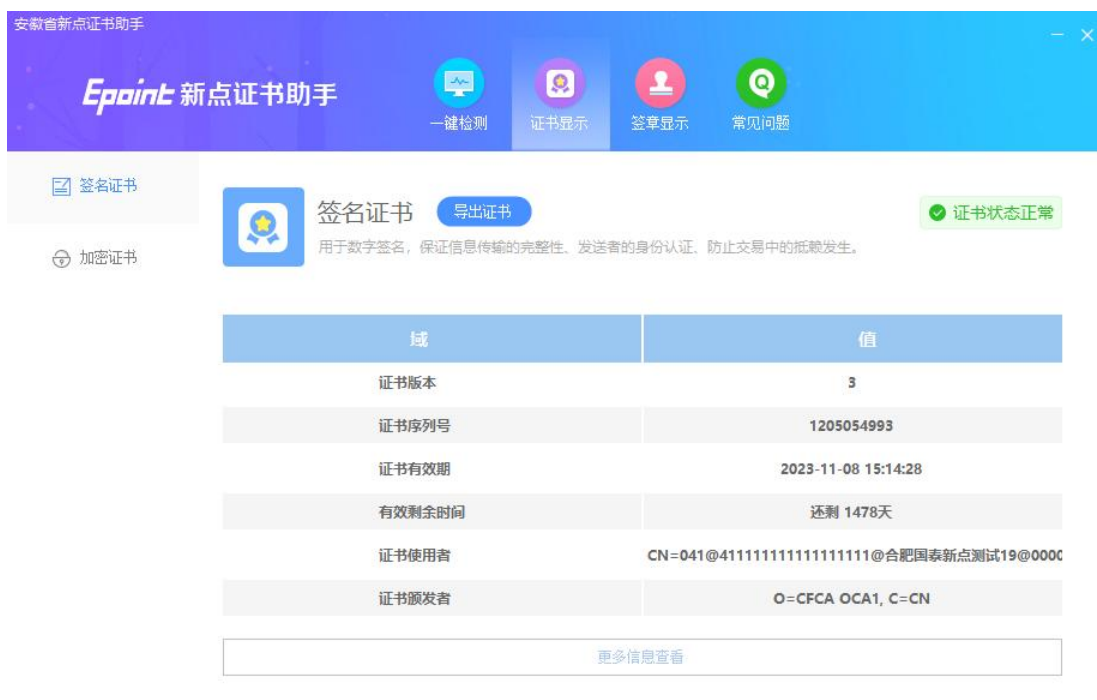 安徽省新点证书助手
Epoint 新点证书助手
一键检测
证书显示
签章显示
常见问题
签名证书
加密证书
签名证书
导出证书
证书状态正常
用于数字签名，保证信息传输的完整性、发送者的身份认证、防止交易中的抵赖发生。
域 值
证书版本 3
证书序列号 1205054993
证书有效期 2023-11-08 15:14:28
有效剩余时间 还剩 1478天
证书使用者 CN=041@411111111111111111@合肥国泰新点测试19@0000
证书颁发者 O=CFCA OCA1, C=CN
更多信息查看